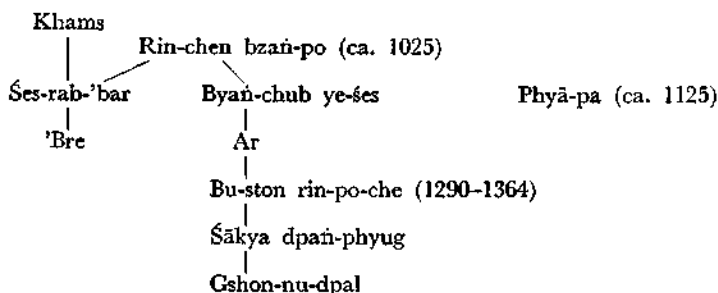 Khams
Rin-chen bzaṅ-po (ca. 1025)
Śes-rab-’bar Byaṅ-chub ye-śes Phyā-pa (ca. 1125)
’Bre Ar
Bu-ston rin-po-che (1290–1364)
Śākya dpaṅ-phyug
Gshon-nu-dpal